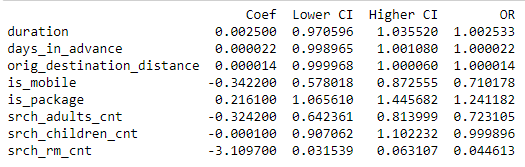 Coef Lower CI Higher CI OR
duration 0.002500 0.970596 1.035520 1.002533
days_in_advance 0.000022 0.998965 1.001080 1.000022
orig_destination_distance 0.000014 0.999968 1.000060 1.000014
is_mobile -0.342200 0.578018 0.872555 0.710178
is_package 0.216100 1.065610 1.445682 1.241182
srch_adults_cnt -0.324200 0.642361 0.813999 0.723105
srch_children_cnt -0.000100 0.907062 1.102232 0.999896
srch_rm_cnt -3.109700 0.031539 0.063107 0.044613